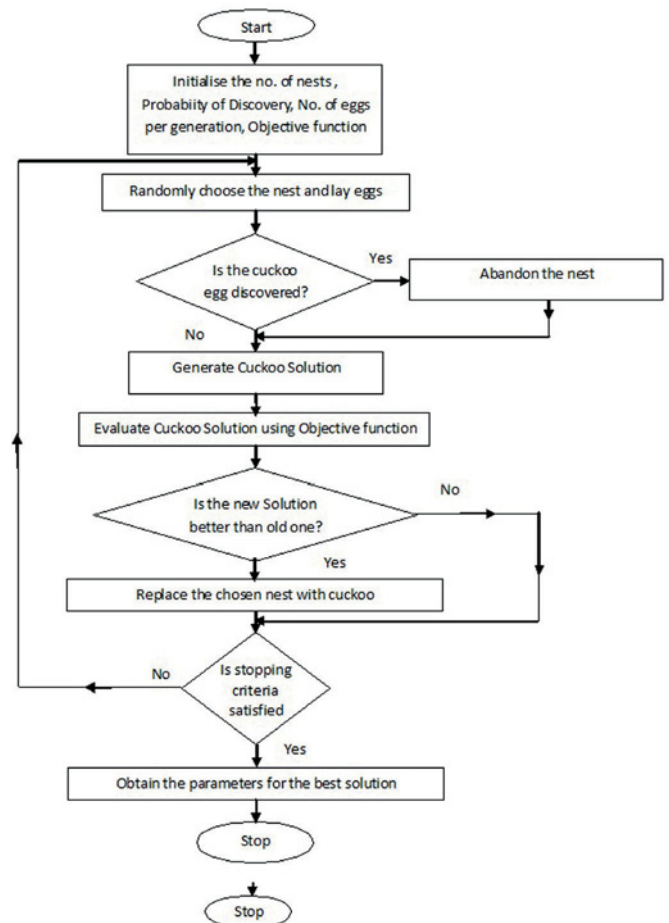 Start
Initialise the no. of nests ,
Probabiity of Discovery, No. of eggs
per generation, Objective function
Randomly choose the nest and lay eggs
Is the cuckoo
egg discovered?
Yes
Abandon the nest
No
Generate Cuckoo Solution
Evaluate Cuckoo Solution using Objective function
Is the new Solution
better than old one?
No
Yes
Replace the chosen nest with cuckoo
Is stopping
criteria
satisfied
No
Yes
Obtain the parameters for the best solution
Stop
Stop